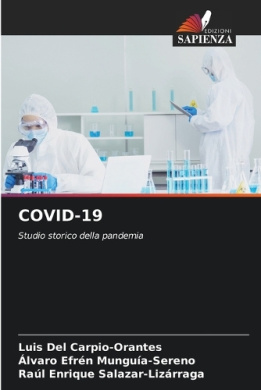 EDIZIONI
SAPIENZA
COVID-19
Studio storico della pandemia
Luis Del Carpio-Orantes
Álvaro Efrén Munguía-Sereno
Raúl Enrique Salazar-Lizárraga